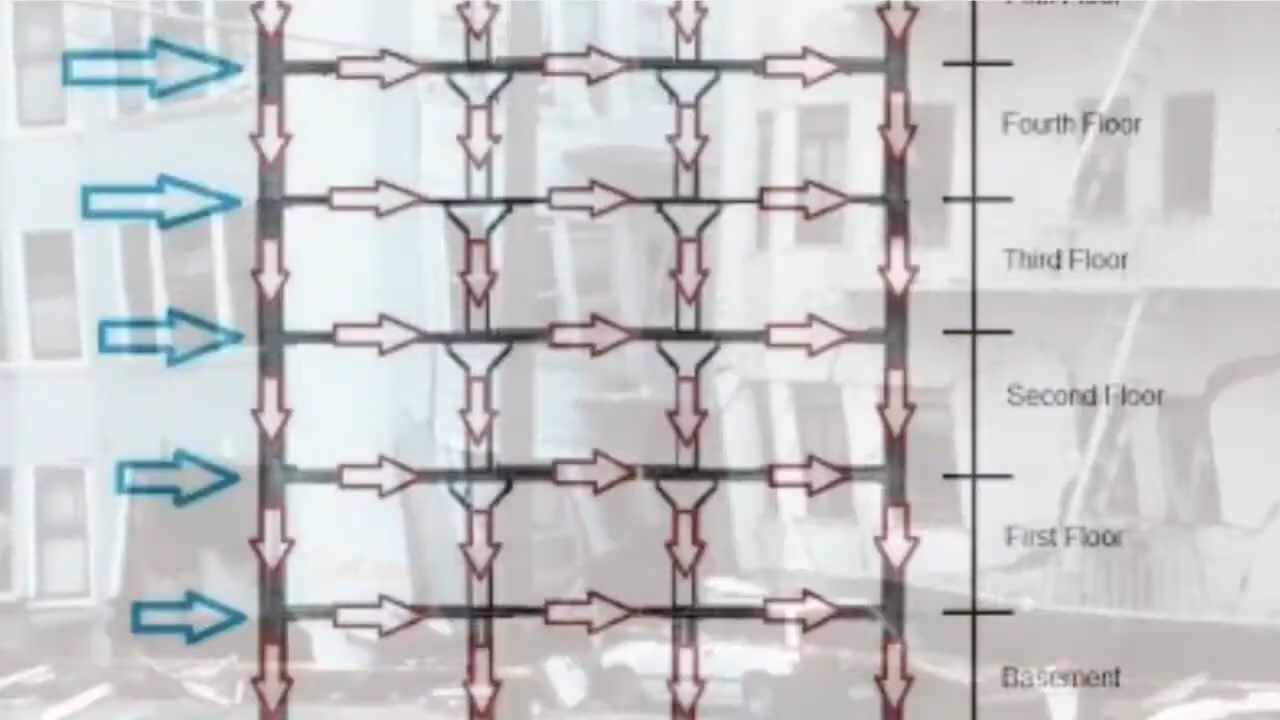 Fourth Floor
Third Floor
Second Floor
First Floor
Basement